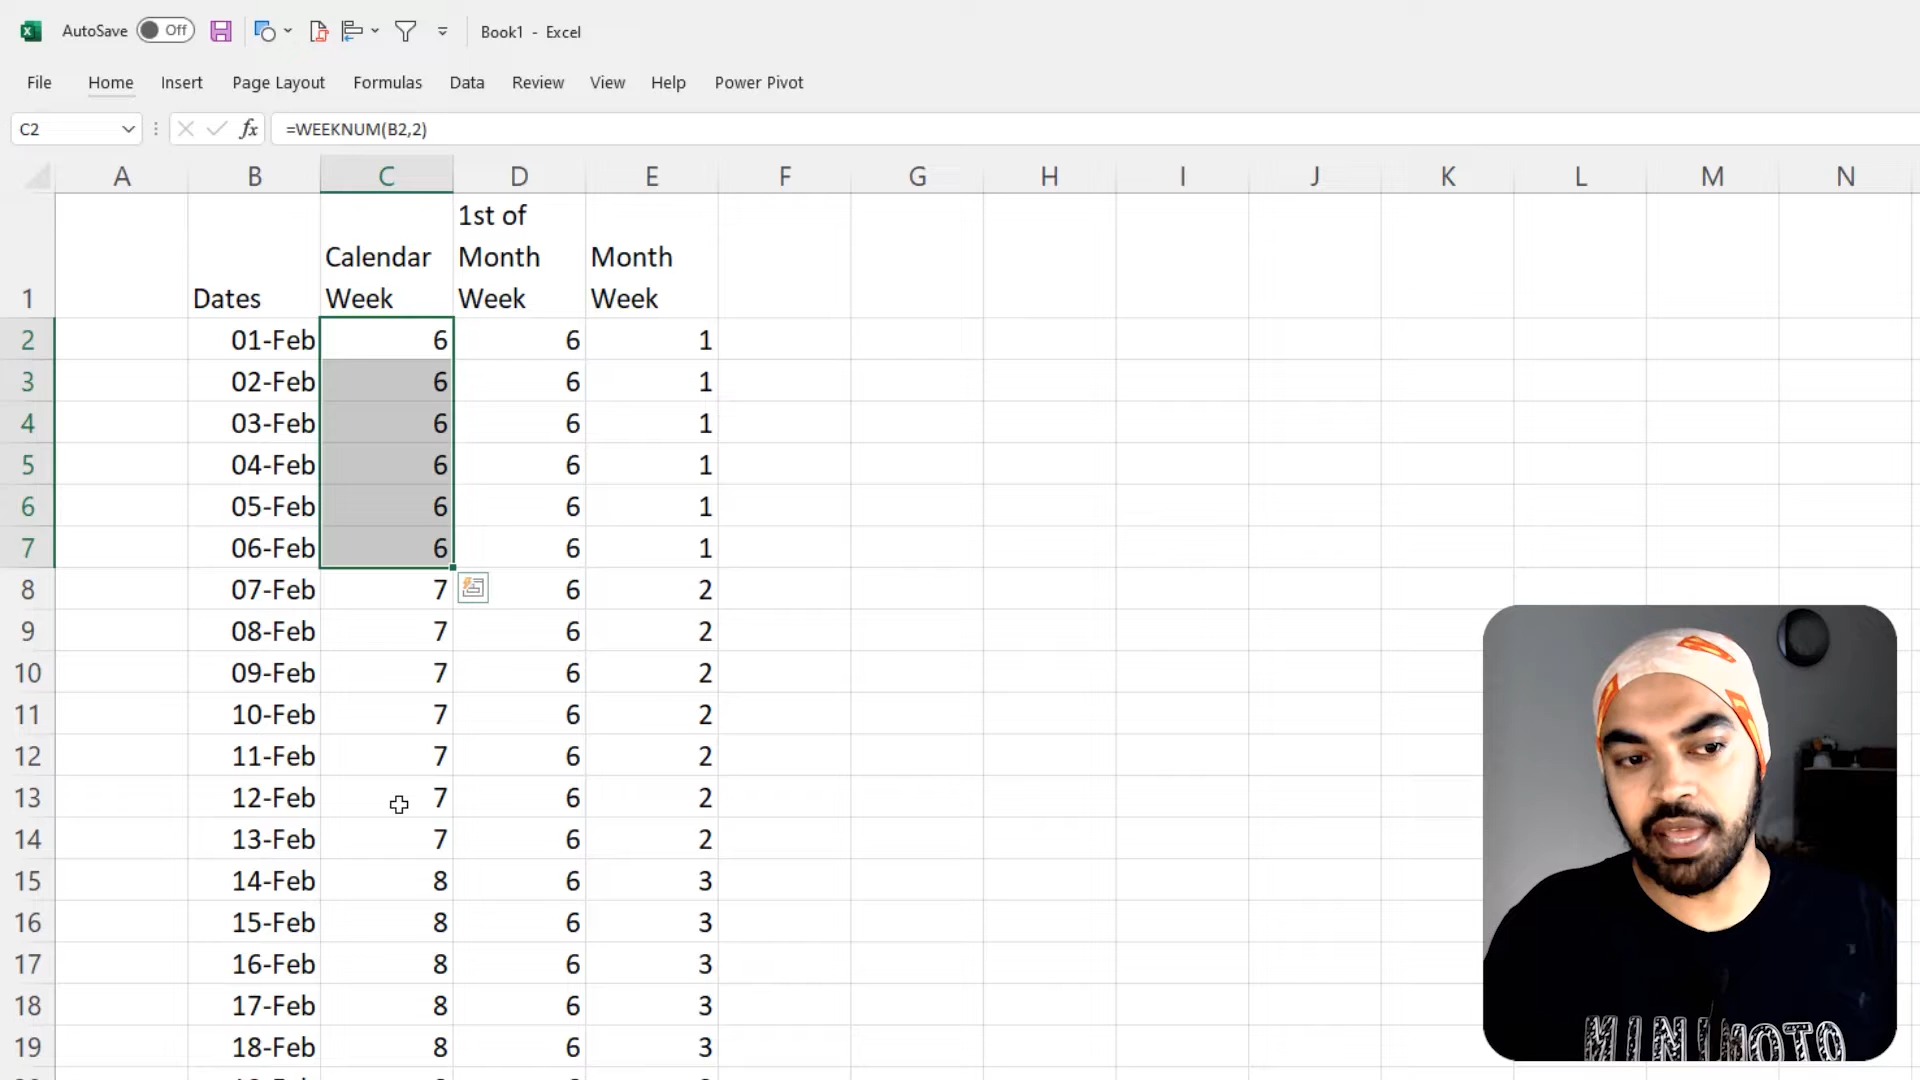 AutoSave Off Book1 - Excel
File Home Insert Page Layout Formulas Data Review View Help Power Pivot
C2 fx =WEEKNUM(B2,2)
A B C D E F G H I J K L M N
1st of
Calendar Month Month
1 Dates Week Week Week
2 01-Feb 6 6 1
3 02-Feb 6 6 1
4 03-Feb 6 6 1
5 04-Feb 6 6 1
6 05-Feb 6 6 1
7 06-Feb 6 6 1
8 07-Feb 7 6 2
9 08-Feb 7 6 2
10 09-Feb 7 6 2
11 10-Feb 7 6 2
12 11-Feb 7 6 2
13 12-Feb 7 6 2
14 13-Feb 7 6 2
15 14-Feb 8 6 3
16 15-Feb 8 6 3
17 16-Feb 8 6 3
18 17-Feb 8 6 3
19 18-Feb 8 6 3